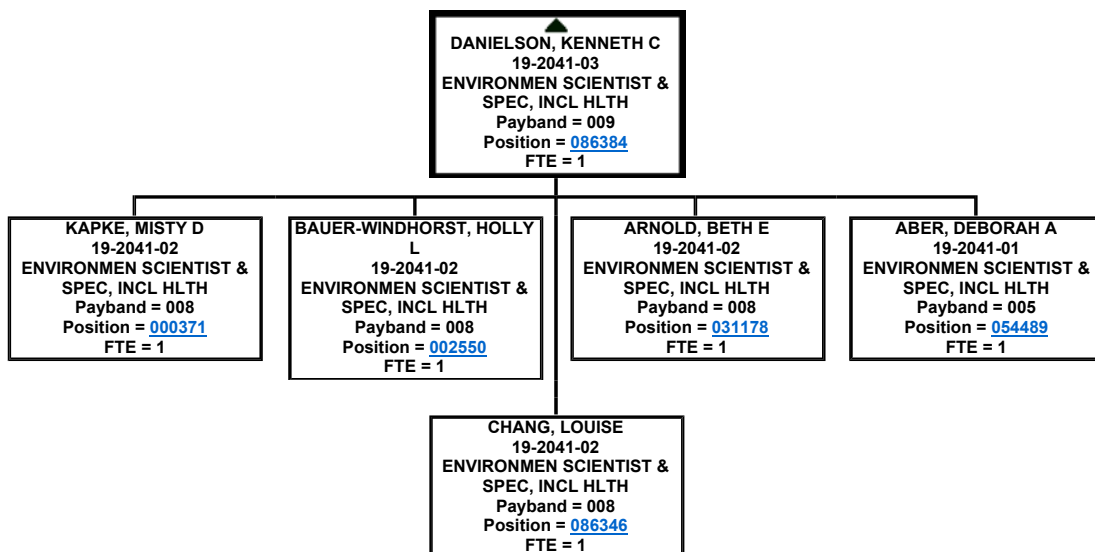 DANIELSON, KENNETH C
19-2041-03
ENVIRONMEN SCIENTIST &
SPEC, INCL HLTH
Payband = 009
Position = 086384
FTE = 1
KAPKE, MISTY D
19-2041-02
ENVIRONMEN SCIENTIST &
SPEC, INCL HLTH
Payband = 008
Position = 000371
FTE = 1
BAUER-WINDHORST, HOLLY
L
19-2041-02
ENVIRONMEN SCIENTIST &
SPEC, INCL HLTH
Payband = 008
Position = 002550
FTE = 1
ARNOLD, BETH E
19-2041-02
ENVIRONMEN SCIENTIST &
SPEC, INCL HLTH
Payband = 008
Position = 031178
FTE = 1
ABER, DEBORAH A
19-2041-01
ENVIRONMEN SCIENTIST &
SPEC, INCL HLTH
Payband = 005
Position = 054489
FTE = 1
CHANG, LOUISE
19-2041-02
ENVIRONMEN SCIENTIST &
SPEC, INCL HLTH
Payband = 008
Position = 086346
FTE = 1